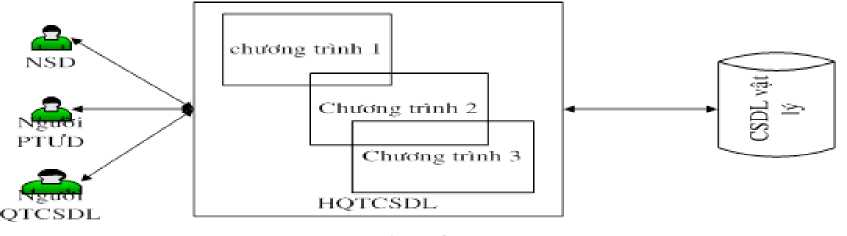 NSD
Người
PTƯD
Người
QTCSDL
chương trình 1
Chương trình 2
Chương trình 3
HQTCSDL
CSDL vật
lý